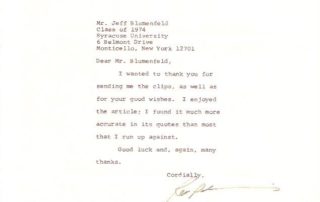 Mr. Jeff Blumenfeld
Class of 1974
Syracuse University
6 Belmont Drive
Monticello, New York 12701
Dear Mr. Blumenfeld,
I wanted to thank you for
sending me the clips, as well as
for your good wishes. I enjoyed
the article; I found it much more
accurate in its quotes than most
that I run up against.
Good luck and, again, many
thanks.
Cordially,